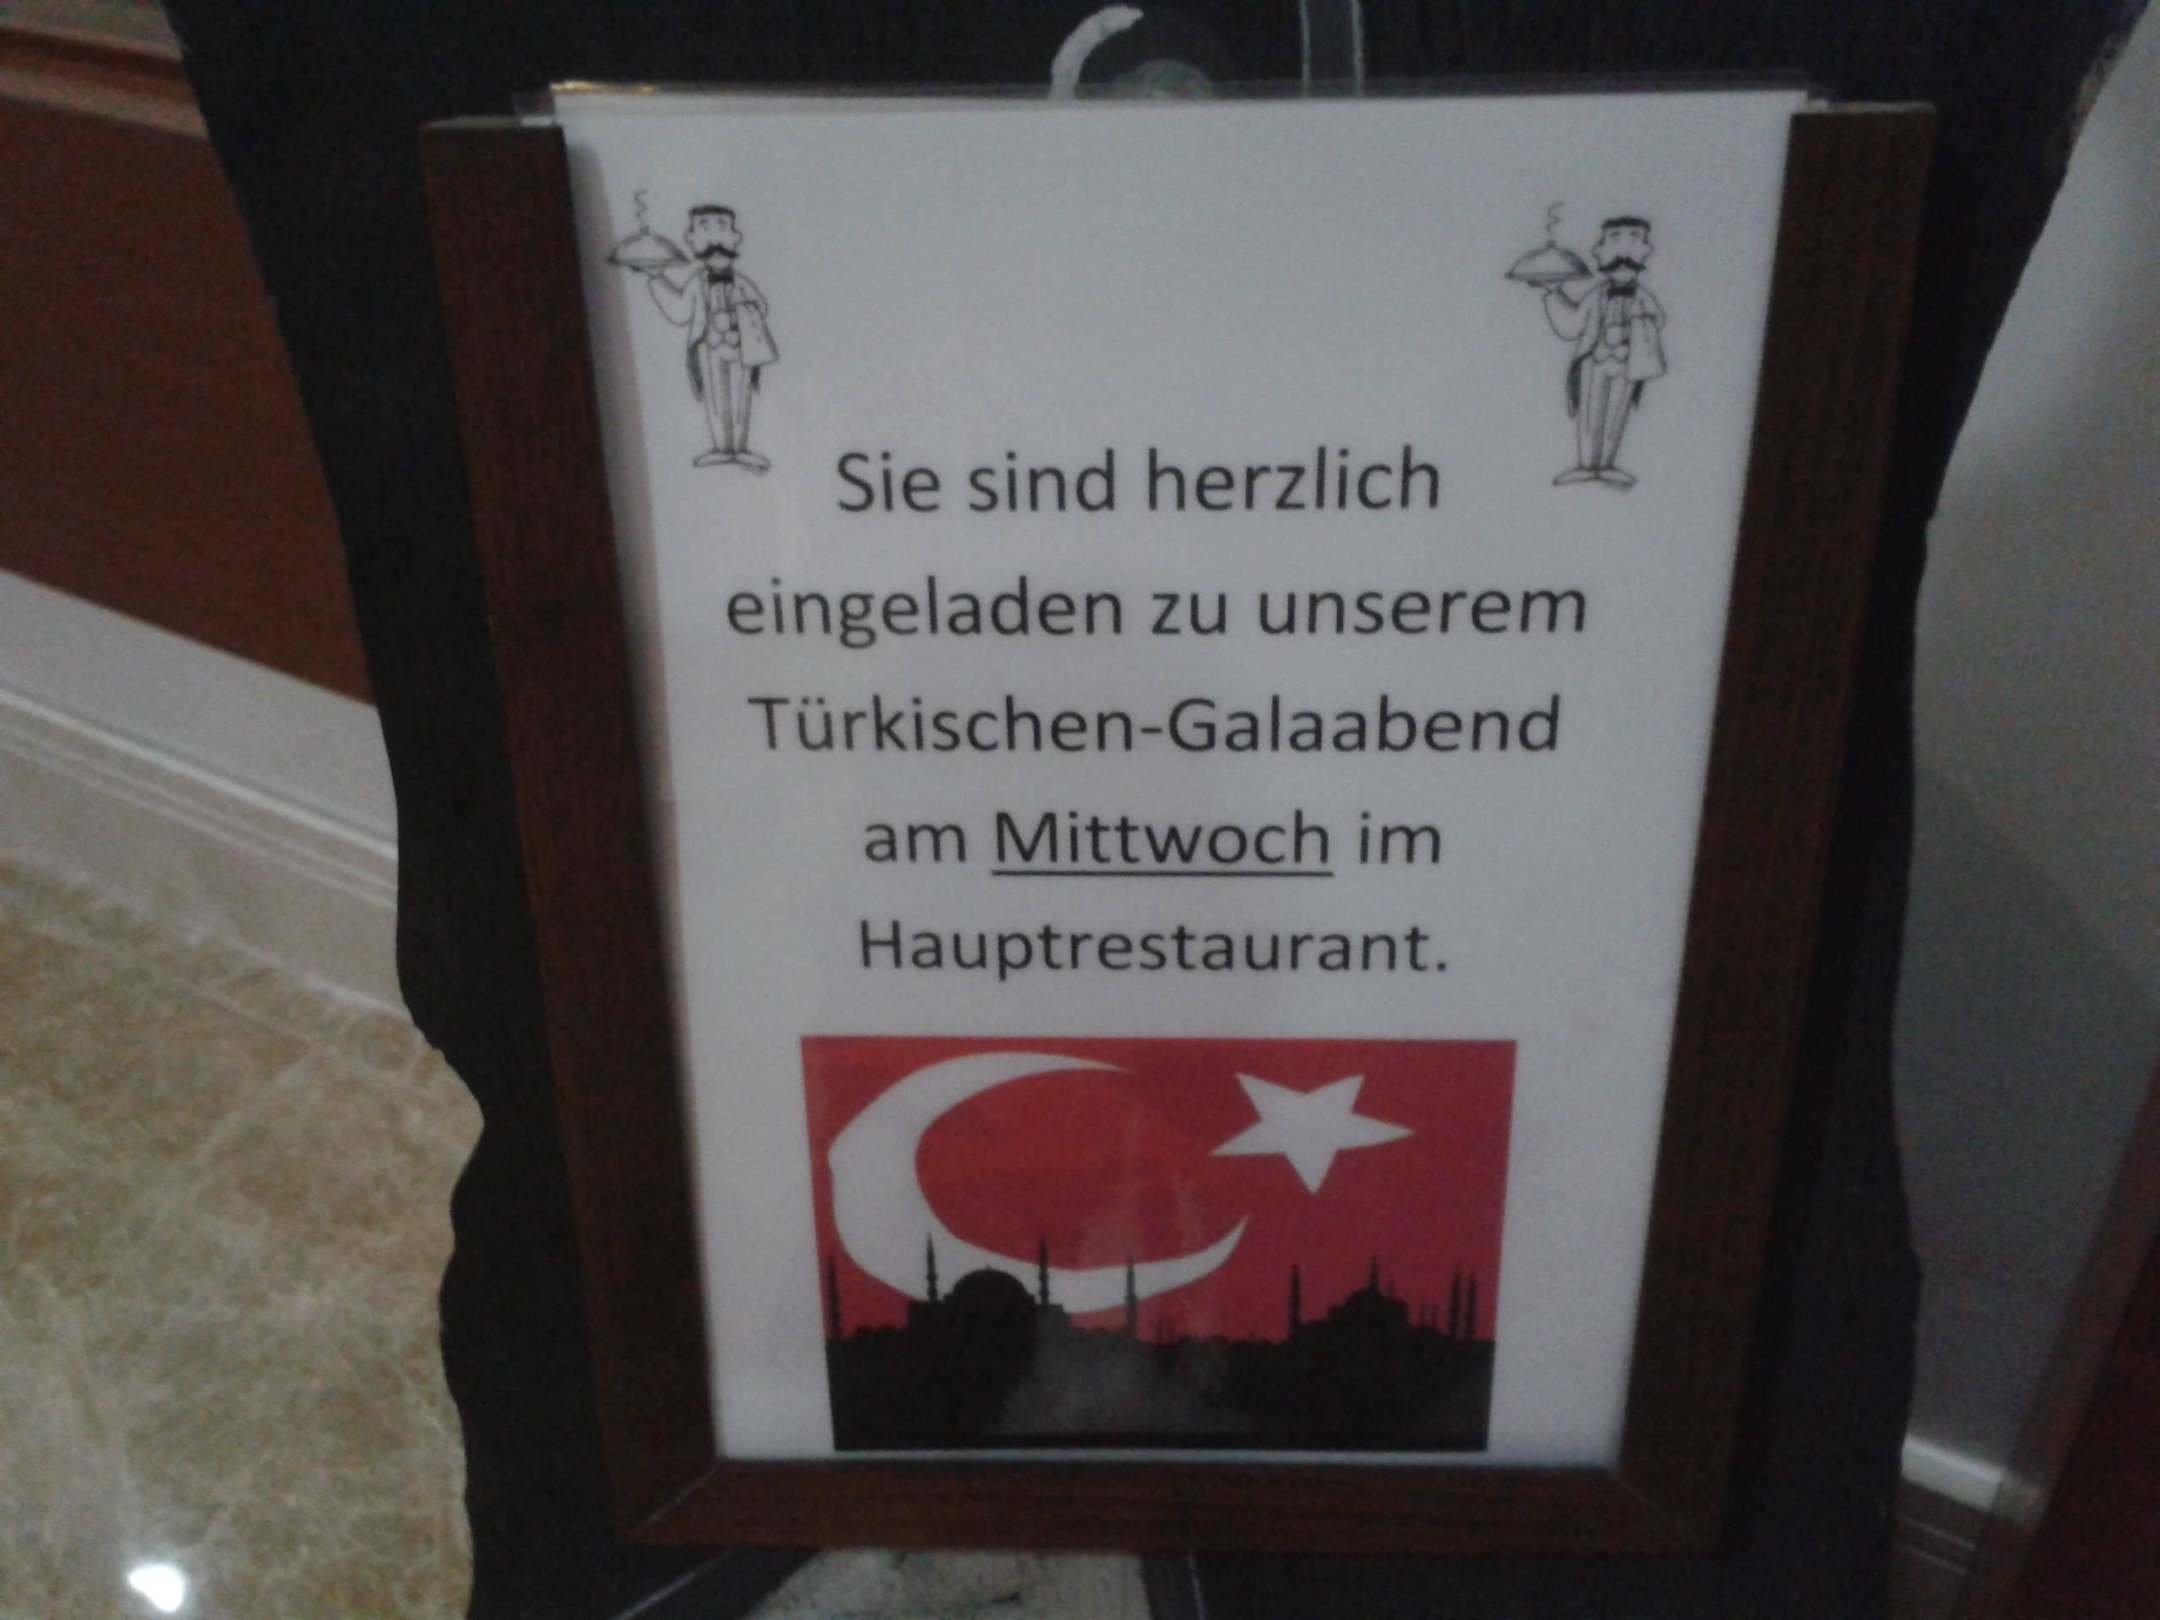 Sie sind herzlich
eingeladen zu unserem
Türkischen-Galaabend
am Mittwoch im
Hauptrestaurant.